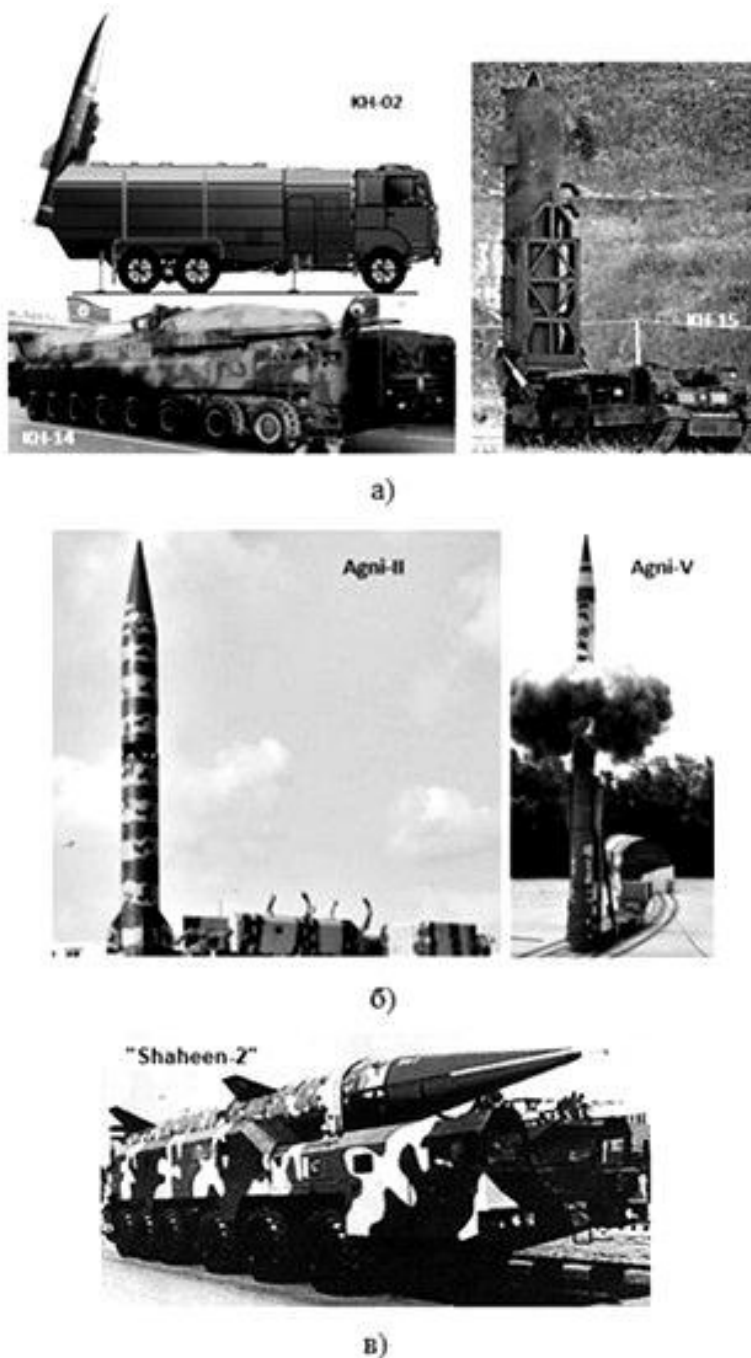 KH-02
KH-15
KH-14
а)
Agni-II
Agni-V
б)
"Shaheen-2"
в)